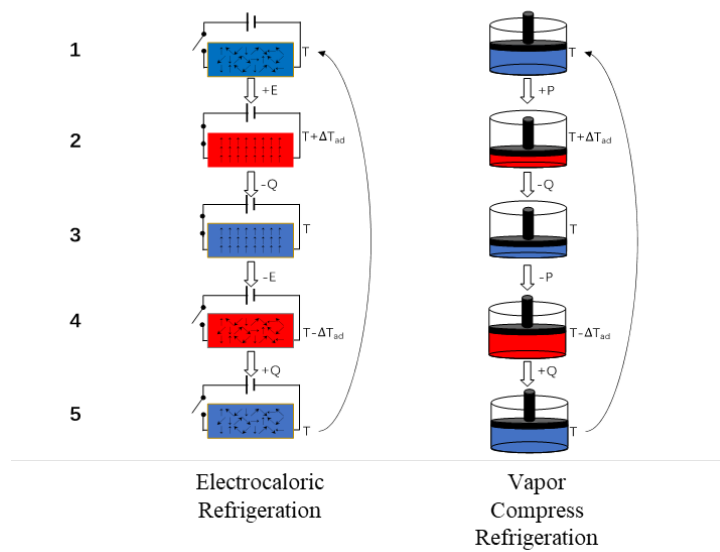 1
T
T
+E
+P
2
T+ΔTad
T+ΔTad
-Q
-Q
3
T
T
-E
-P
4
T-ΔTad
T-ΔTad
+Q
+Q
5
T
T
Electrocaloric
Refrigeration
Vapor
Compress
Refrigeration